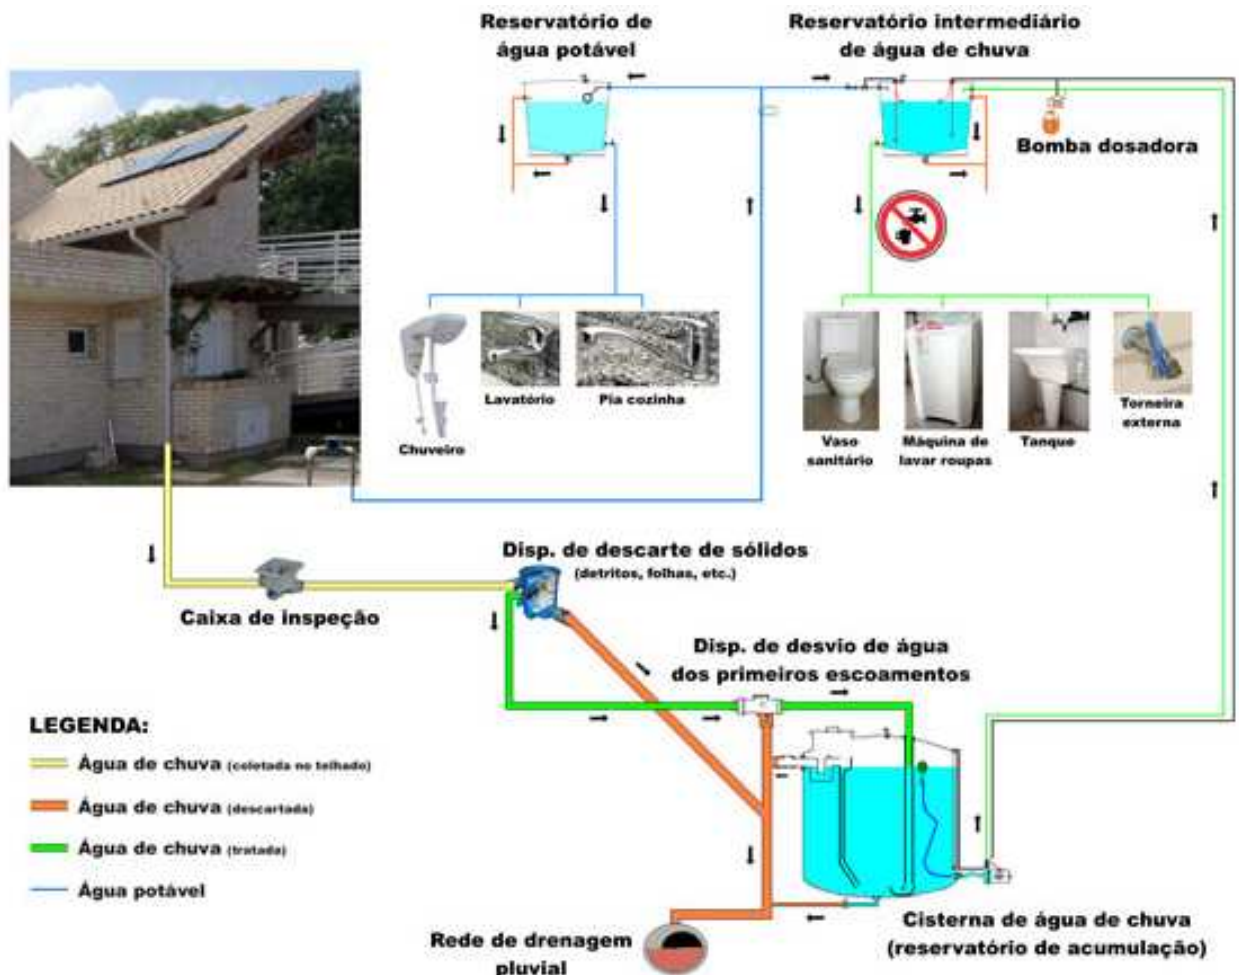 Reservatório de
água potável
Reservatório intermediário
de água de chuva
Bomba dosadora
Chuveiro
Lavatório
Pia cozinha
Vaso
sanitário
Máquina de
lavar roupas
Tanque
Torneira
externa
Disp. de descarte de sólidos
(detritos, folhas, etc.)
Caixa de inspeção
Disp. de desvio de água
dos primeiros escoamentos
LEGENDA:
Água de chuva (coletada no telhado)
Água de chuva (descartada)
Água de chuva (tratada)
Água potável
Rede de drenagem
pluvial
Cisterna de água de chuva
(reservatório de acumulação)